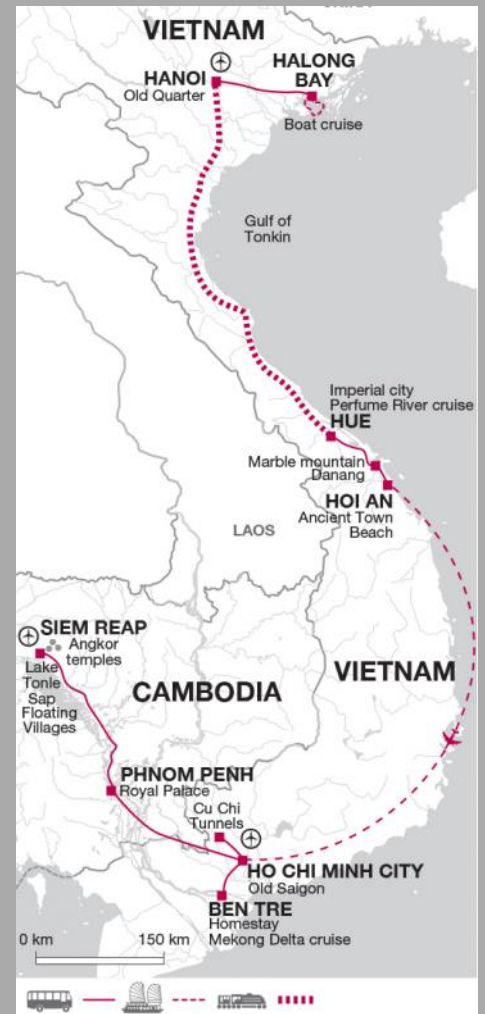 VIETNAM
HANOI
Old Quarter
HALONG
BAY
Boat cruise
Gulf of
Tonkin
Imperial city
Perfume River cruise
HUE
Marble mountain
Danang
HOI AN
Ancient Town
Beach
LAOS
SIEM REAP
Angkor
temples
Lake
Tonle
Sap
Floating
Villages
VIETNAM
CAMBODIA
PHNOM PENH
Royal Palace
Cu Chi
Tunnels
HO CHI MINH CITY
Old Saigon
BEN TRE
Homestay
Mekong Delta cruise
0 km 150 km